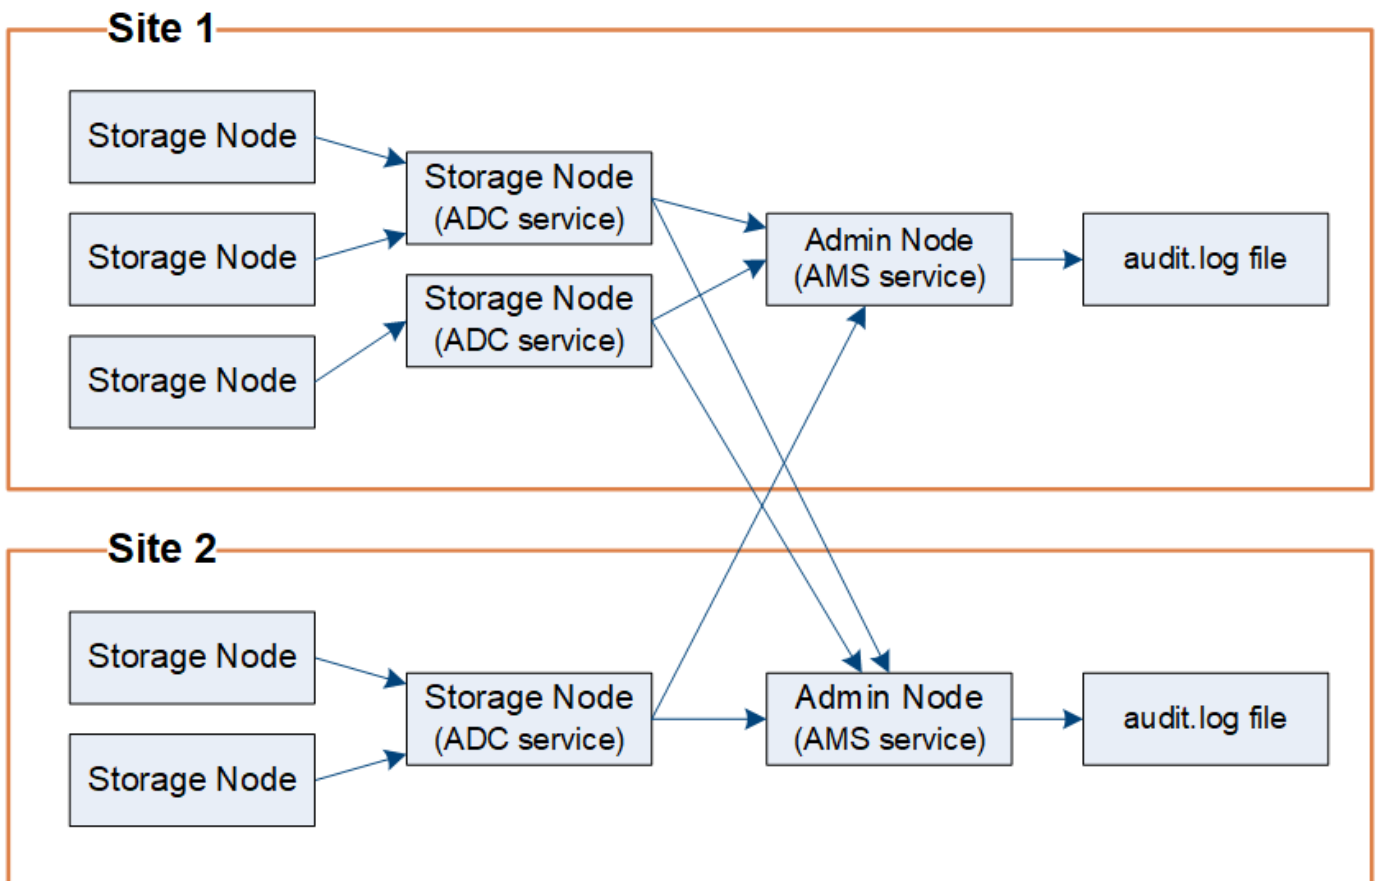 Site 1
Storage Node
Storage Node
Storage Node
Storage Node
(ADC service)
Storage Node
(ADC service)
Admin Node
(AMS service)
audit.log file
Site 2
Storage Node
Storage Node
Storage Node
(ADC service)
Admin Node
(AMS service)
audit.log file